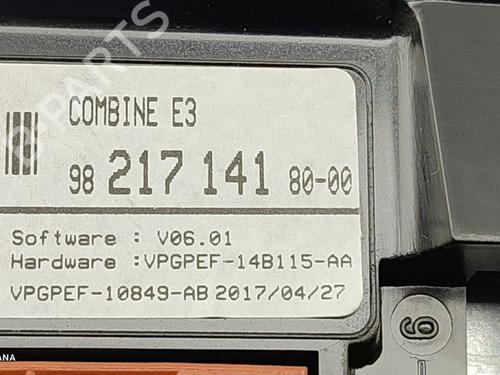 B-PARTS
COMBINE E3
98 217 141 80-00
Software : V06.01
Hardware :VPGPEF-14B115-AA
VPGPEF-10849-AB 2017/04/27